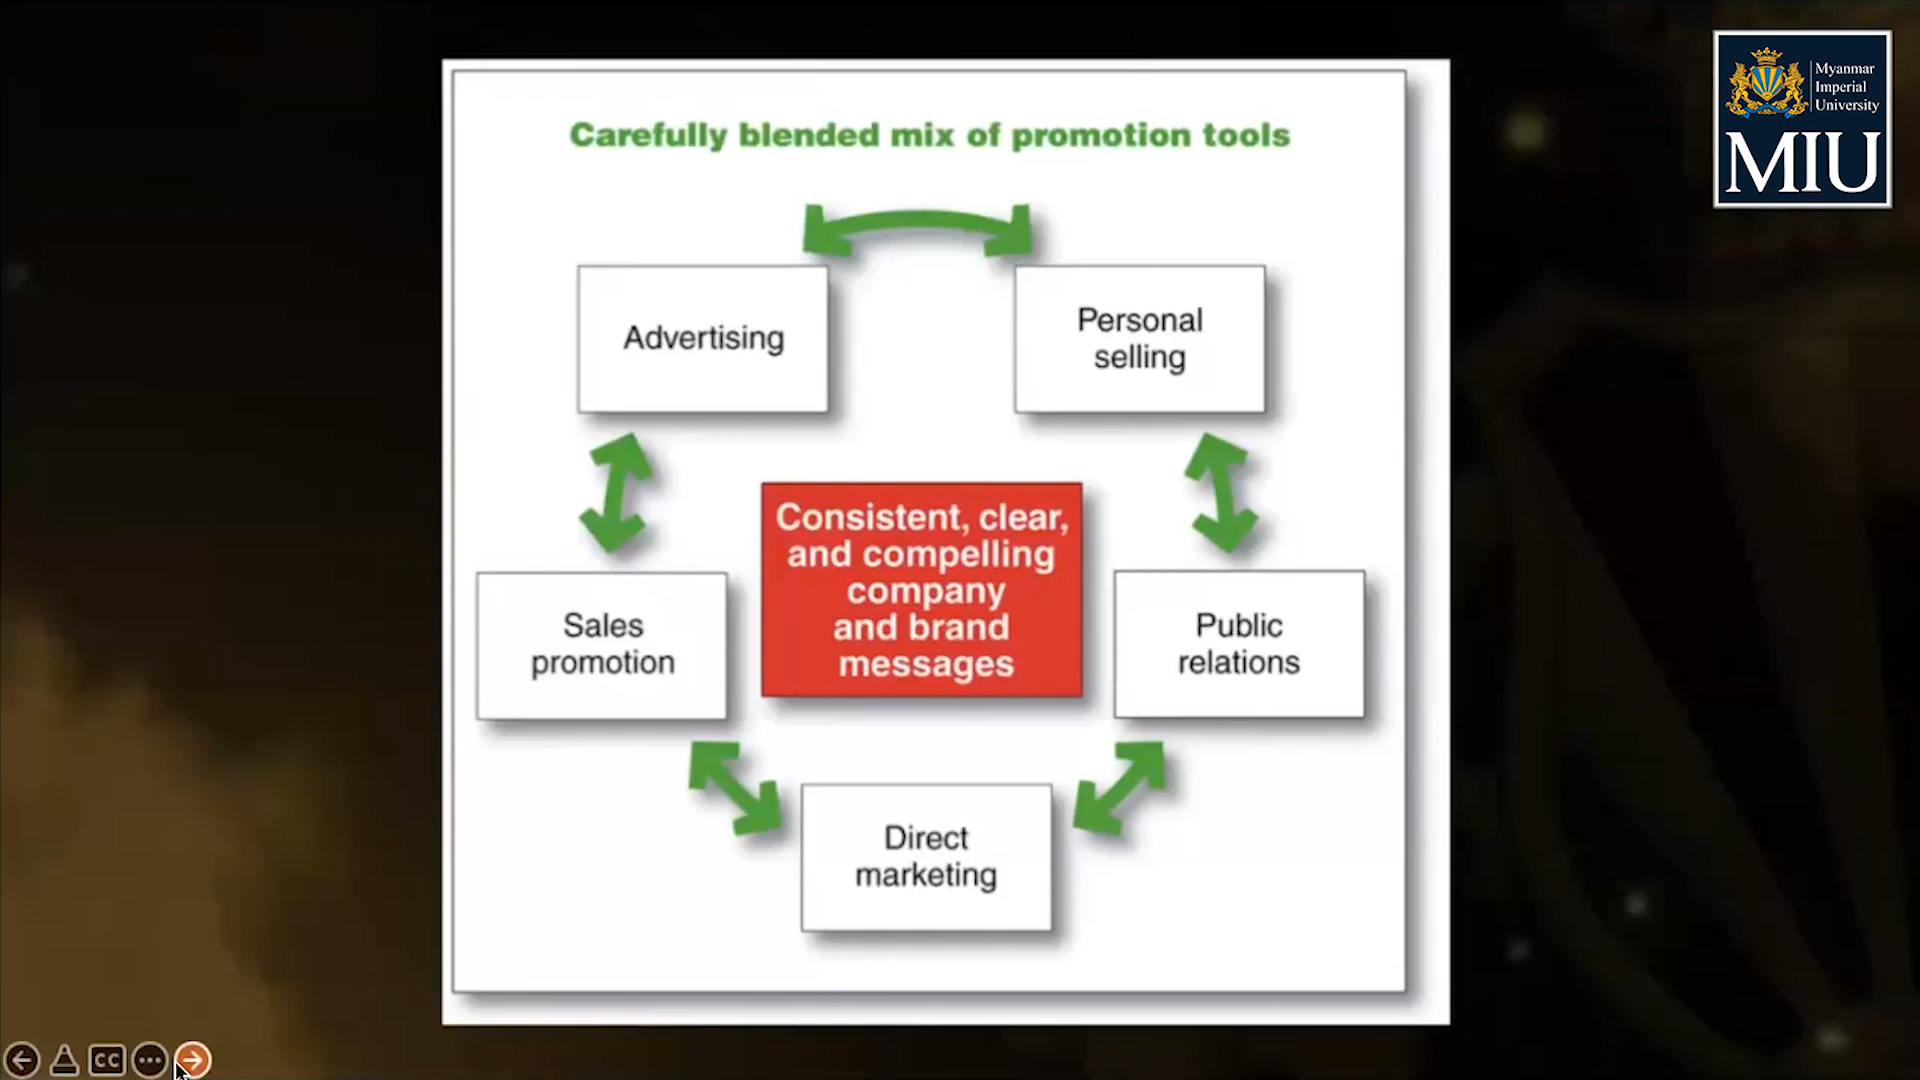 Carefully blended mix of promotion tools
Advertising
Personal
selling
Consistent, clear,
and compelling
company
and brand
messages
Sales
promotion
Public
relations
Direct
marketing
Myanmar
Imperial
University
MIU
CC